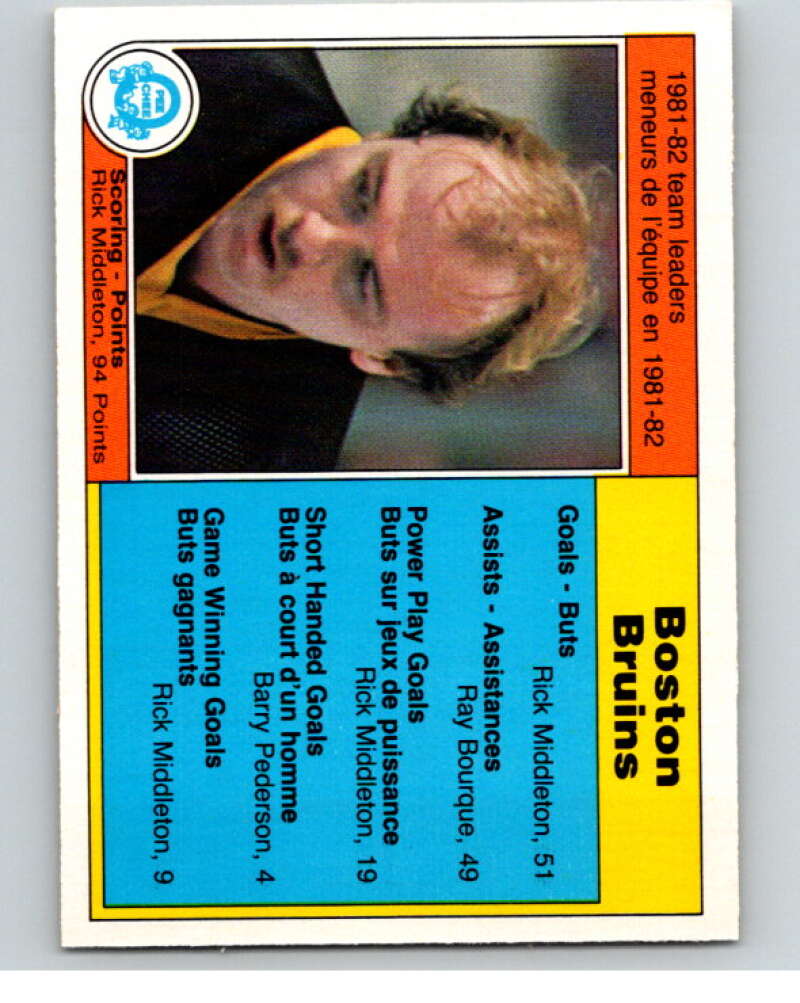 1981-82 team leaders
meneurs de l'équipe en 1981-82
O PEE CHEE
Scoring - Points
Rick Middleton, 94 Points
Boston
Bruins
Goals - Buts
Rick Middleton, 51
Assists - Assistances
Ray Bourque, 49
Power Play Goals
Buts sur jeux de puissance
Rick Middleton, 19
Short Handed Goals
Buts à court d'un homme
Barry Pederson, 4
Game Winning Goals
Buts gagnants
Rick Middleton, 9